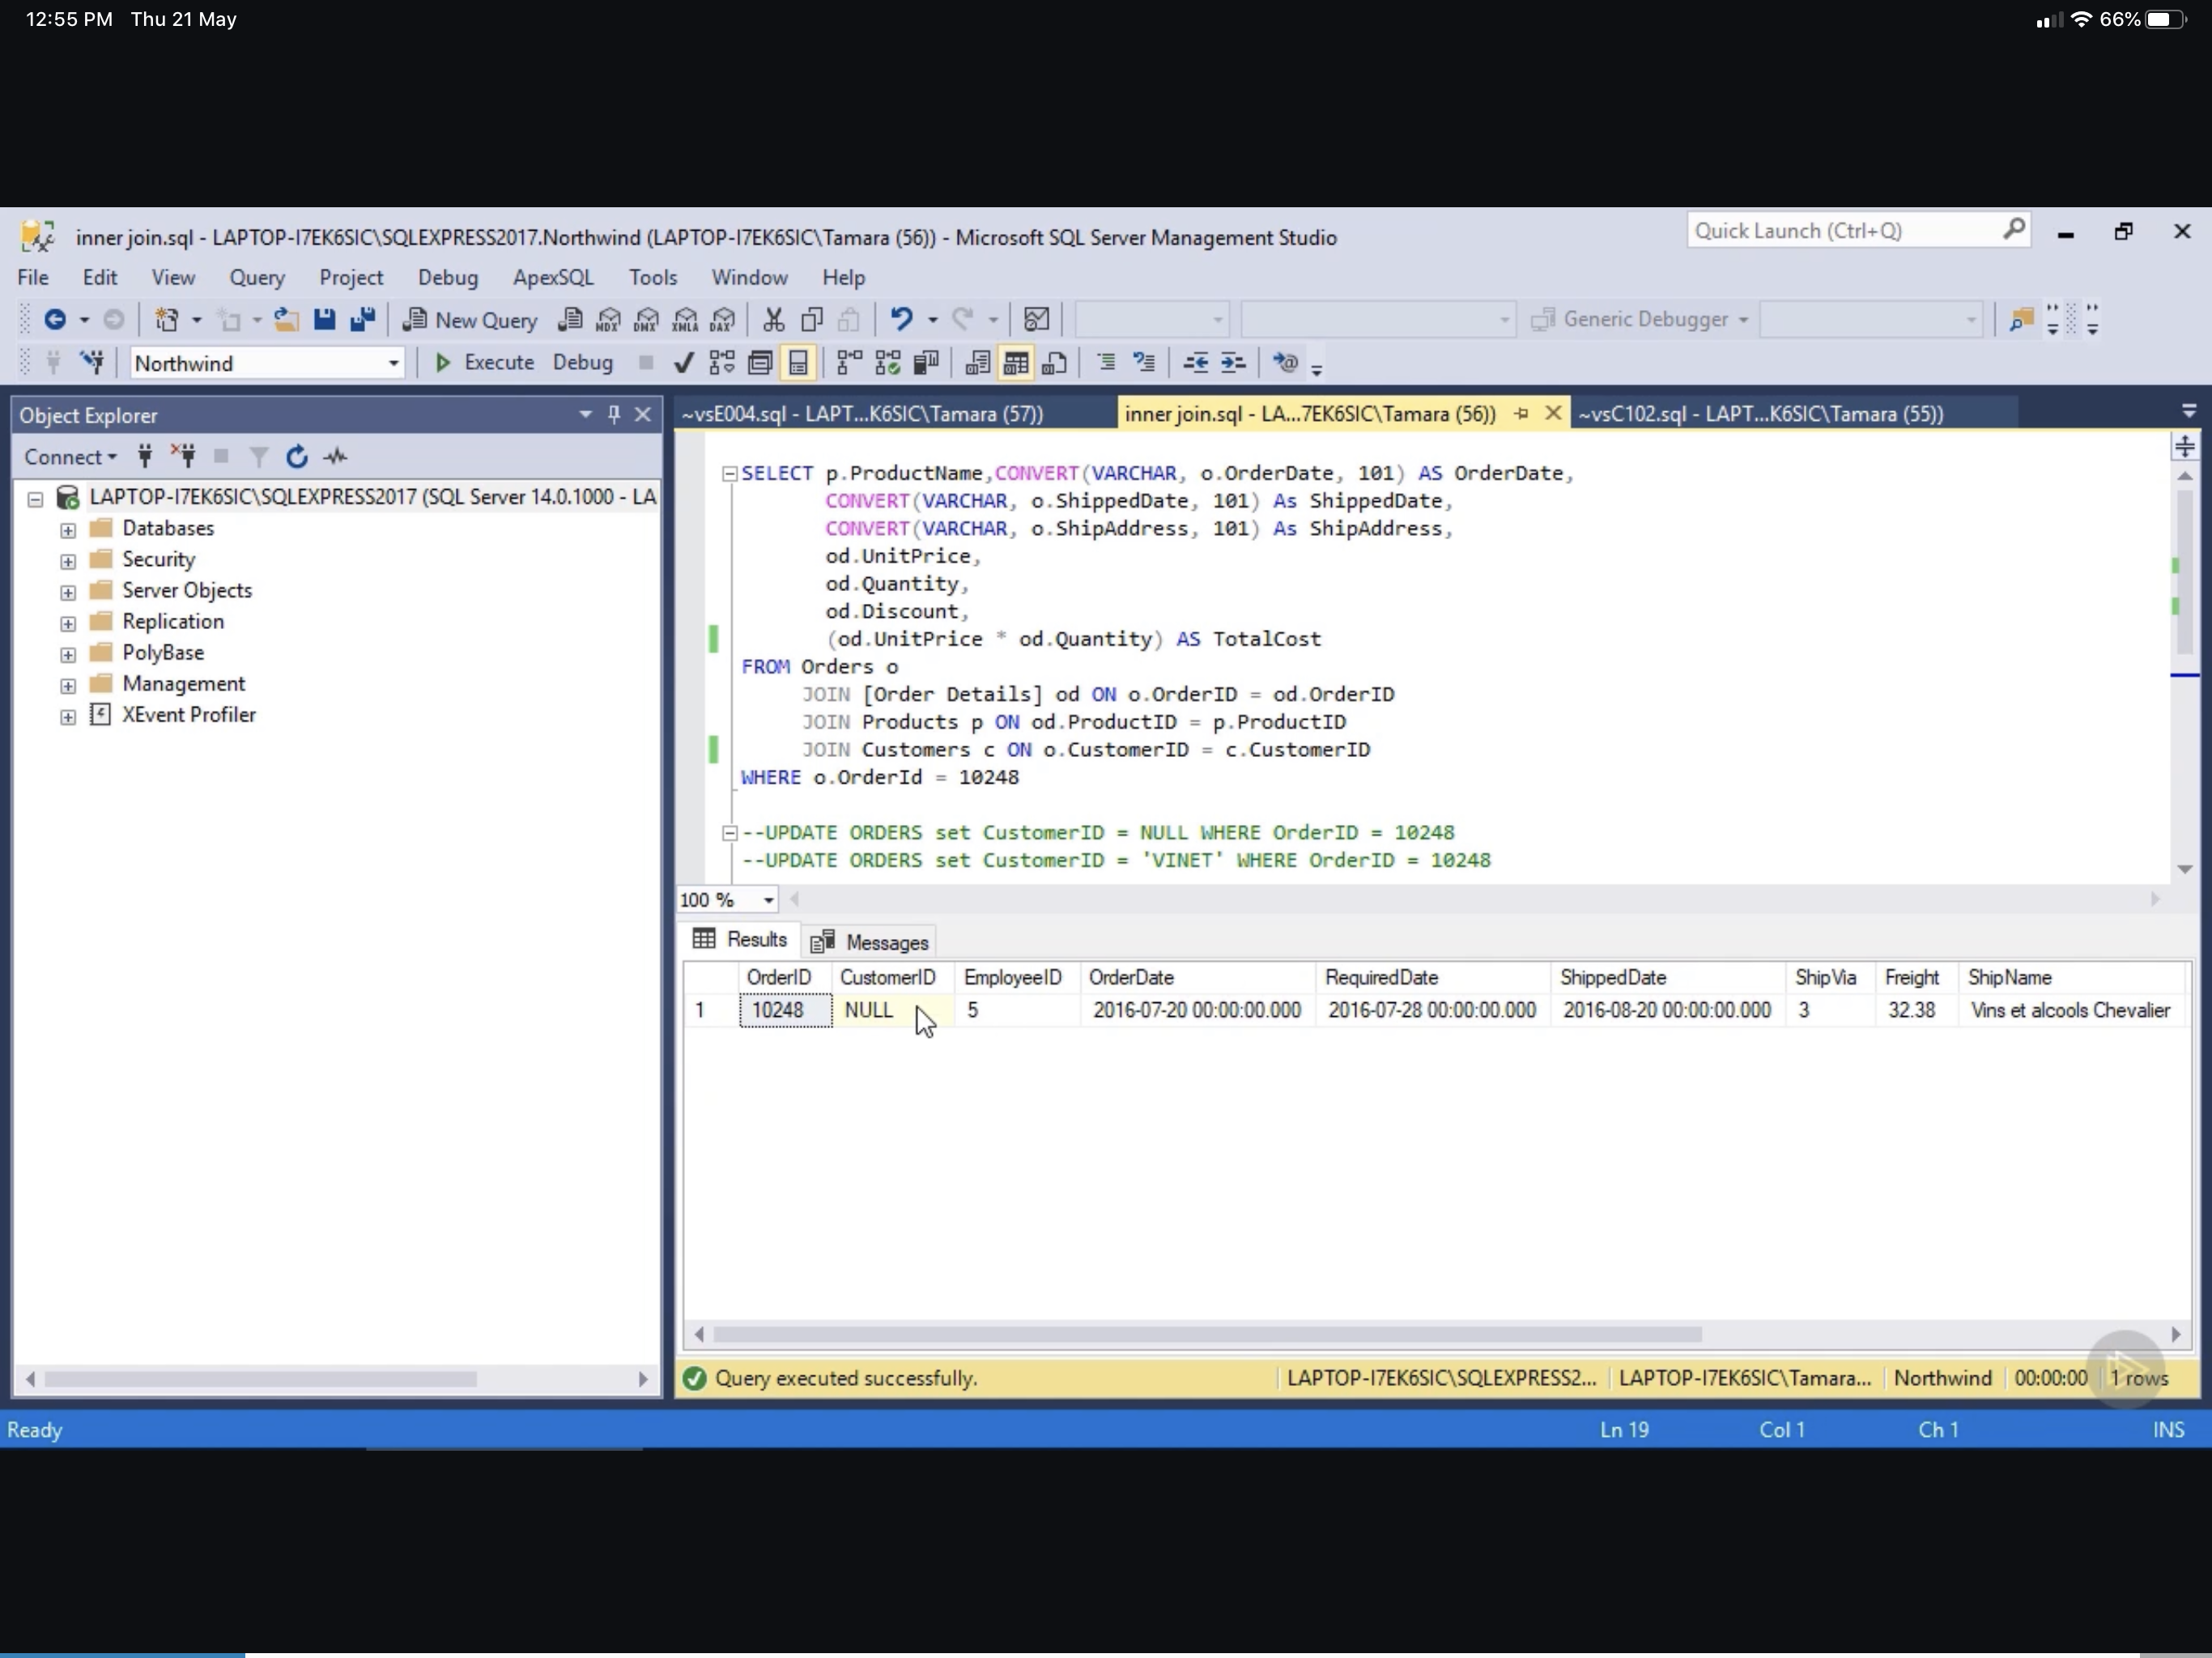 12:55 PM Thu 21 May
66%
inner join.sql - LAPTOP-I7EK6SIC\SQLEXPRESS2017.Northwind (LAPTOP-I7EK6SIC\Tamara (56)) - Microsoft SQL Server Management Studio
Quick Launch (Ctrl+Q)
File Edit View Query Project Debug ApexSQL Tools Window Help
New Query MDX DMX XMLA DAX Generic Debugger
Northwind Execute Debug
Object Explorer
~vsE004.sql - LAPT...K6SIC\Tamara (57)) inner join.sql - LA...7EK6SIC\Tamara (56)) ~vsC102.sql - LAPT...K6SIC\Tamara (55))
Connect
LAPTOP-I7EK6SIC\SQLEXPRESS2017 (SQL Server 14.0.1000 - LA
Databases
Security
Server Objects
Replication
PolyBase
Management
XEvent Profiler
SELECT p.ProductName,CONVERT(VARCHAR, o.OrderDate, 101) AS OrderDate,
CONVERT(VARCHAR, o.ShippedDate, 101) As ShippedDate,
CONVERT(VARCHAR, o.ShipAddress, 101) As ShipAddress,
od.UnitPrice,
od.Quantity,
od.Discount,
(od.UnitPrice * od.Quantity) AS TotalCost
FROM Orders o
JOIN [Order Details] od ON o.OrderID = od.OrderID
JOIN Products p ON od.ProductID = p.ProductID
JOIN Customers c ON o.CustomerID = c.CustomerID
WHERE o.OrderId = 10248
--UPDATE ORDERS set CustomerID = NULL WHERE OrderID = 10248
--UPDATE ORDERS set CustomerID = 'VINET' WHERE OrderID = 10248
100 %
Results Messages
OrderID CustomerID EmployeeID OrderDate RequiredDate ShippedDate ShipVia Freight ShipName
1 10248 NULL 5 2016-07-20 00:00:00.000 2016-07-28 00:00:00.000 2016-08-20 00:00:00.000 3 32.38 Vins et alcools Chevalier
Query executed successfully. LAPTOP-I7EK6SIC\SQLEXPRESS2... LAPTOP-I7EK6SIC\Tamara... Northwind 00:00:00 1 rows
Ready Ln 19 Col 1 Ch 1 INS